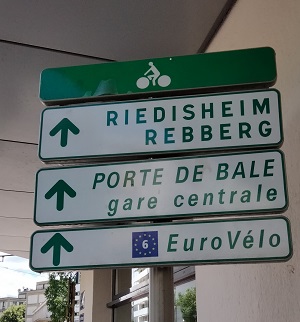 RIEDISHEIM
REBBERG
PORTE DE BALE
gare centrale
6 EuroVélo